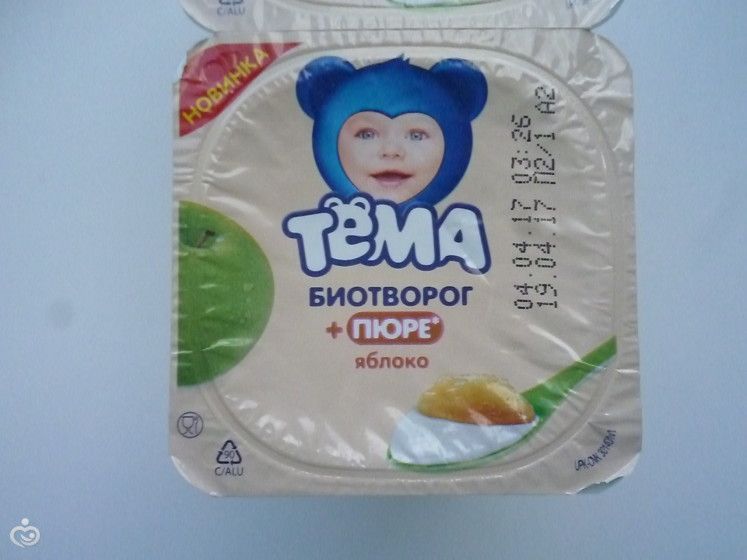 C/ALU
НОВИНКА
ТЁМА
БИОТВОРОГ
+ ПЮРЕ*
яблоко
04.04.17 03:26
19.04.17 П2/1 А2
90
C/ALU